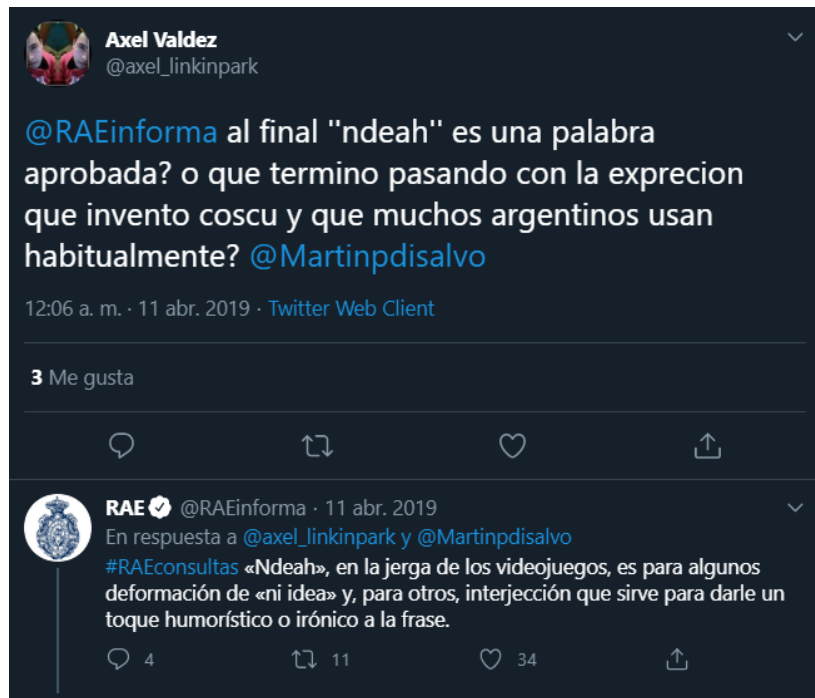 Axel Valdez
@axel_linkinpark
@RAEinforma al final "ndeah" es una palabra
aprobada? o que termino pasando con la exprecion
que invento coscu y que muchos argentinos usan
habitualmente? @Martinpdisalvo
12:06 a. m. · 11 abr. 2019 · Twitter Web Client
3 Me gusta
RAE @RAEinforma · 11 abr. 2019
En respuesta a @axel_linkinpark y @Martinpdisalvo
#RAEconsultas «Ndeah», en la jerga de los videojuegos, es para algunos
deformación de «ni idea» y, para otros, interjección que sirve para darle un
toque humorístico o irónico a la frase.
4 11 34